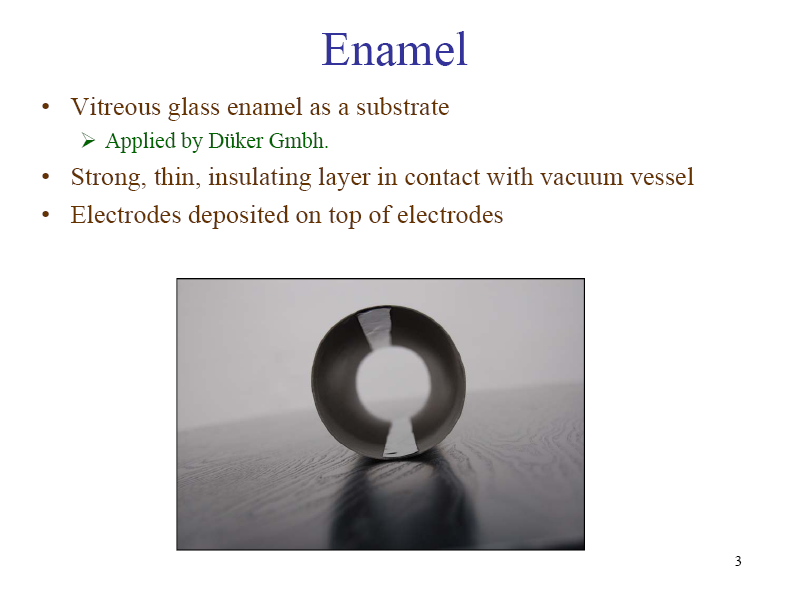 Enamel
• Vitreous glass enamel as a substrate
➢ Applied by Düker Gmbh.
• Strong, thin, insulating layer in contact with vacuum vessel
• Electrodes deposited on top of electrodes
3